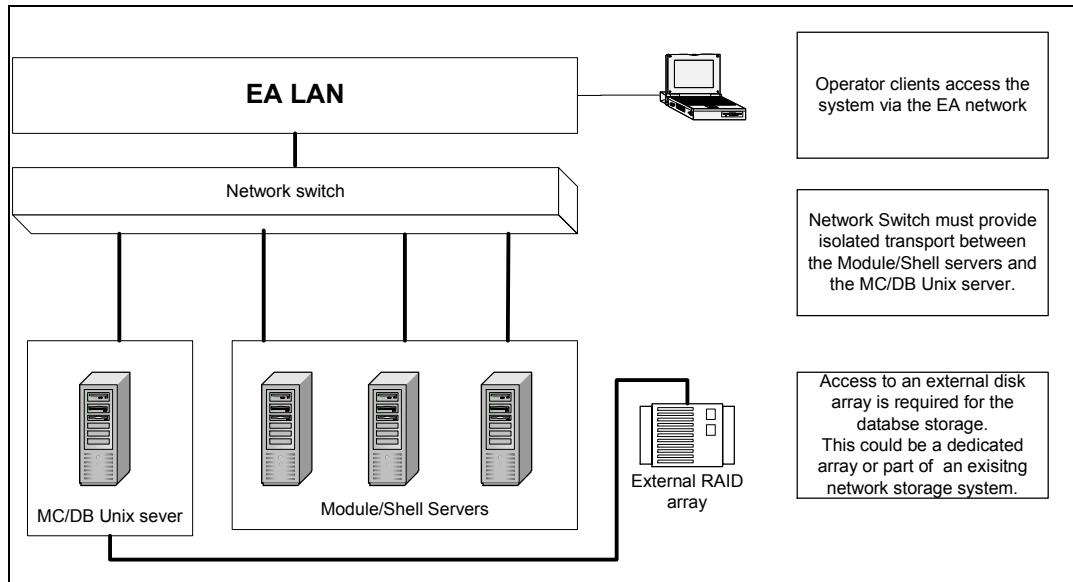 EA LAN
Operator clients access the
system via the EA network
Network switch
Network Switch must provide
isolated transport between
the Module/Shell servers and
the MC/DB Unix server.
MC/DB Unix sever
Module/Shell Servers
External RAID
array
Access to an external disk
array is required for the
databse storage.
This could be a dedicated
array or part of an exisitng
network storage system.